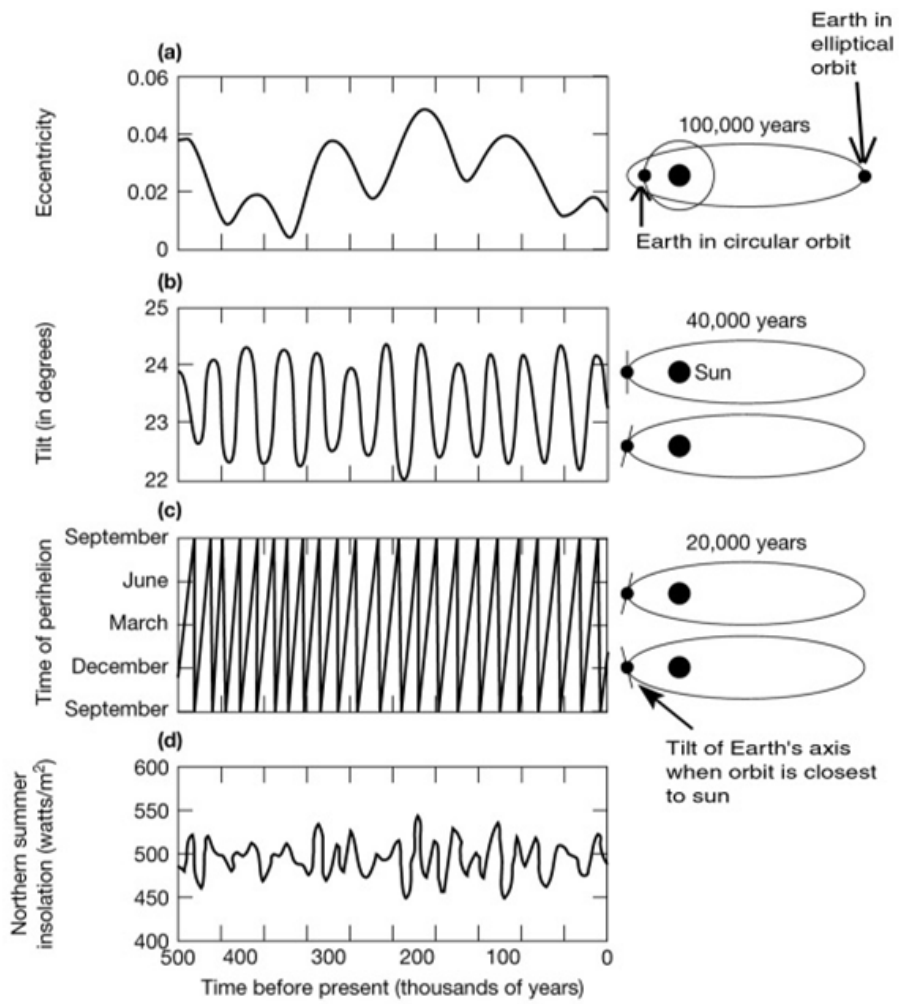 (a)
Earth in
elliptical
orbit
Eccentricity
0.06
0.04
0.02
0
100,000 years
Earth in circular orbit
(b)
Tilt (in degrees)
25
24
23
22
40,000 years
Sun
(c)
Time of perihelion
September
June
March
December
September
20,000 years
Tilt of Earth's axis
when orbit is closest
to sun
(d)
Northern summer
insolation (watts/m²)
600
550
500
450
400
500 400 300 200 100 0
Time before present (thousands of years)